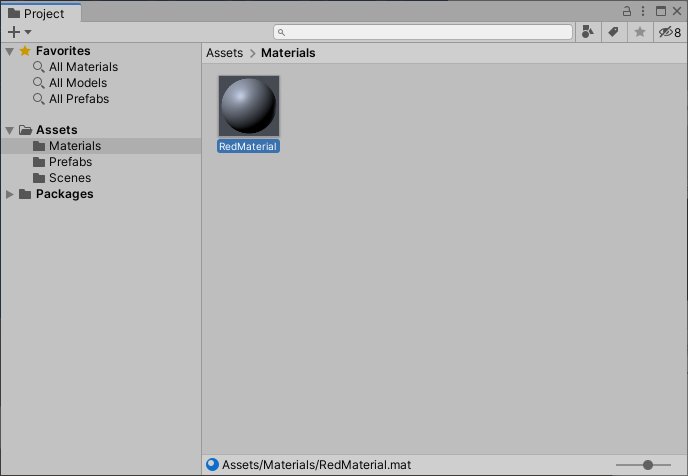 Project
8
Favorites
All Materials
All Models
All Prefabs
Assets
Materials
Prefabs
Scenes
Packages
Assets > Materials
RedMaterial
Assets/Materials/RedMaterial.mat